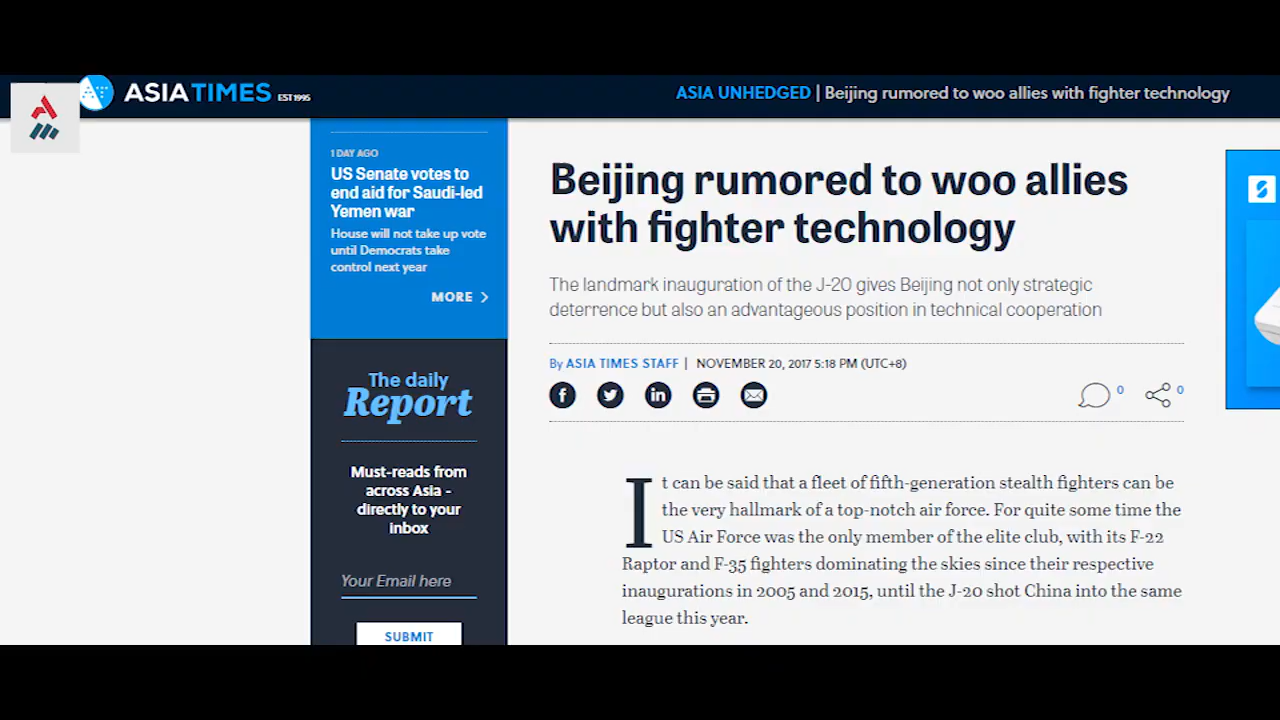 ASIA TIMES EST 1995
ASIA UNHEDGED | Beijing rumored to woo allies with fighter technology
1 DAY AGO
US Senate votes to
end aid for Saudi-led
Yemen war
House will not take up vote
until Democrats take
control next year
MORE
The daily
Report
Must-reads from
across Asia -
directly to your
inbox
Your Email here
SUBMIT
Beijing rumored to woo allies
with fighter technology
The landmark inauguration of the J-20 gives Beijing not only strategic
deterrence but also an advantageous position in technical cooperation
By ASIA TIMES STAFF | NOVEMBER 20, 2017 5:18 PM (UTC+8)
0 0
It can be said that a fleet of fifth-generation stealth fighters can be
the very hallmark of a top-notch air force. For quite some time the
US Air Force was the only member of the elite club, with its F-22
Raptor and F-35 fighters dominating the skies since their respective
inaugurations in 2005 and 2015, until the J-20 shot China into the same
league this year.